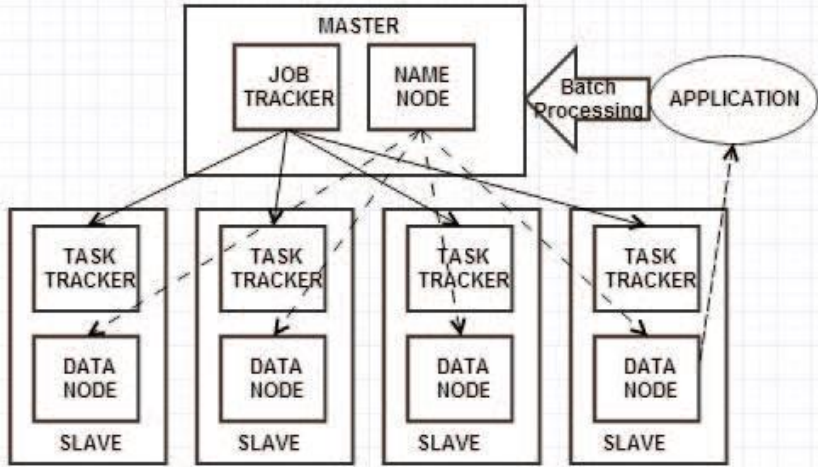 MASTER
JOB
TRACKER
NAME
NODE
Batch
Processing
APPLICATION
TASK
TRACKER
DATA
NODE
SLAVE
TASK
TRACKER
DATA
NODE
SLAVE
TASK
TRACKER
DATA
NODE
SLAVE
TASK
TRACKER
DATA
NODE
SLAVE